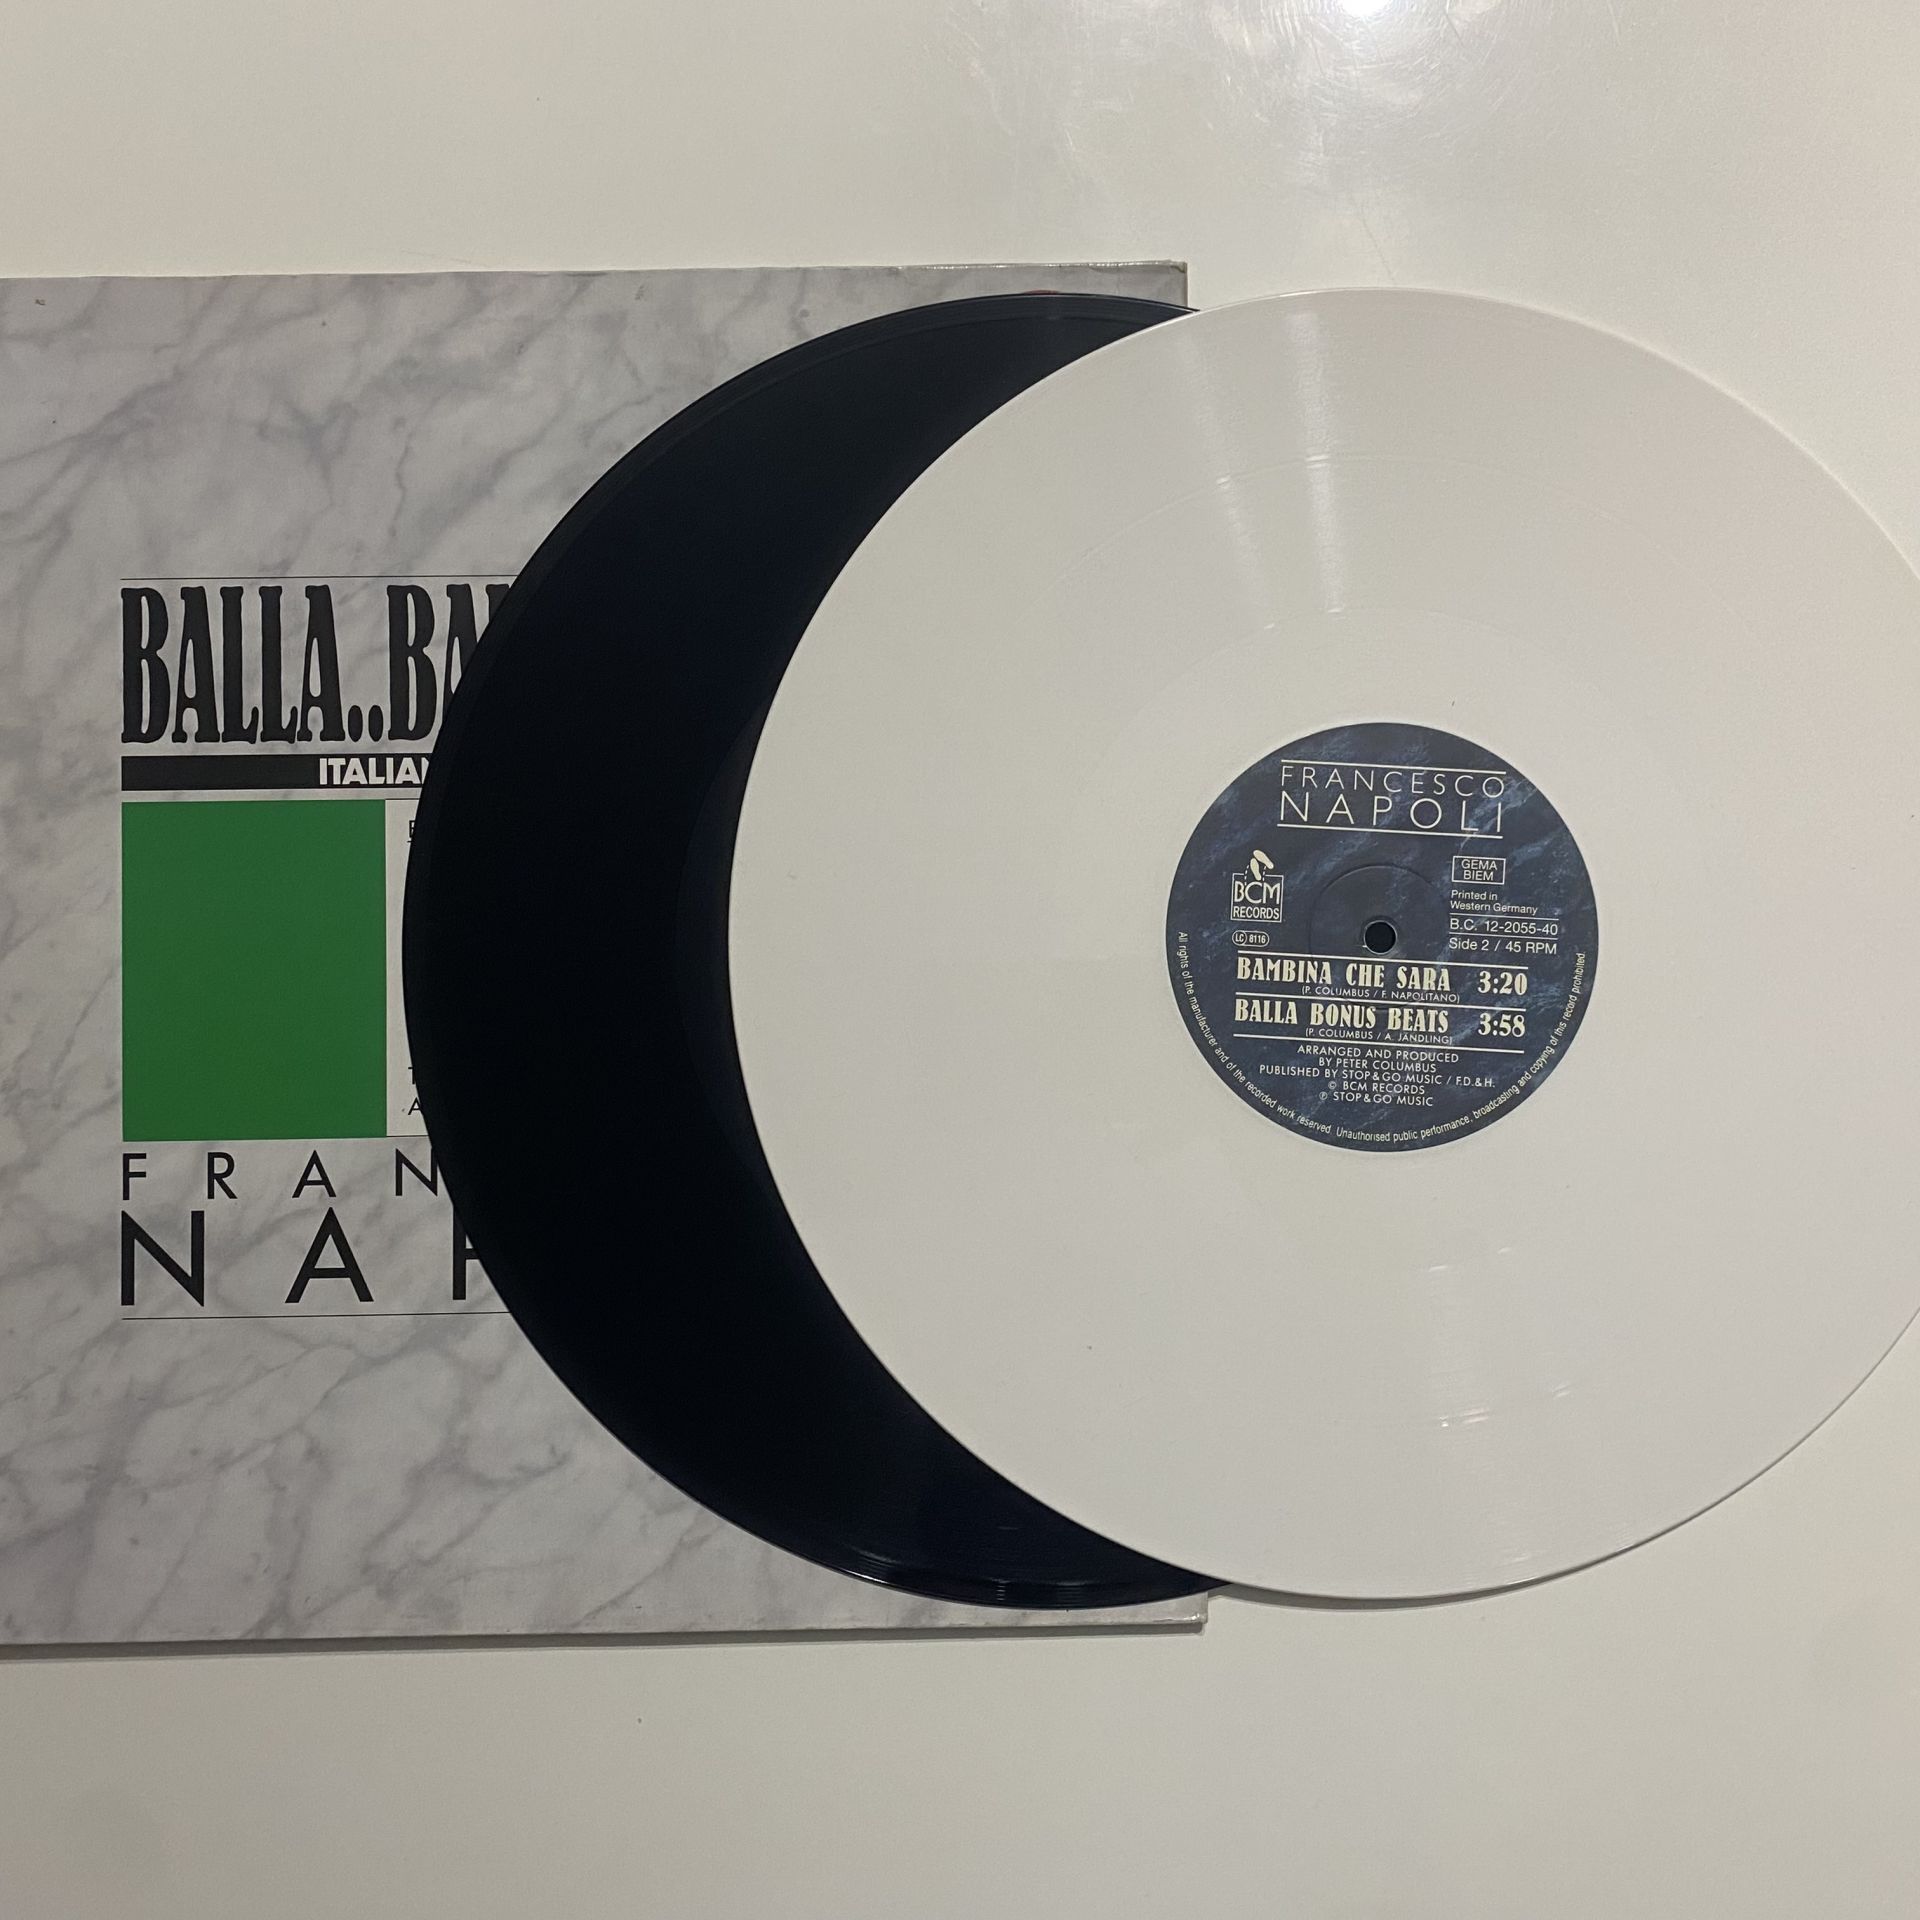 BALLA..BA
ITALIAN
FRAN
NAP
FRANCESCO
NAPOLI
BCM
RECORDS
LC 8116
GEMA
BIEM
Printed in
Western Germany
B.C. 12-2055-40
Side 2 / 45 RPM
BAMBINA CHE SARA 3:20
(P. COLUMBUS / F. NAPOLITANO)
BALLA BONUS BEATS 3:58
(P. COLUMBUS / A. JÄNDLING)
ARRANGED AND PRODUCED
BY PETER COLUMBUS
PUBLISHED BY STOP & GO MUSIC / F.D.& H.
© BCM RECORDS
℗ STOP & GO MUSIC
All rights of the manufacturer and of the recorded work reserved. Unauthorised public performance, broadcasting and copying of this record prohibited.